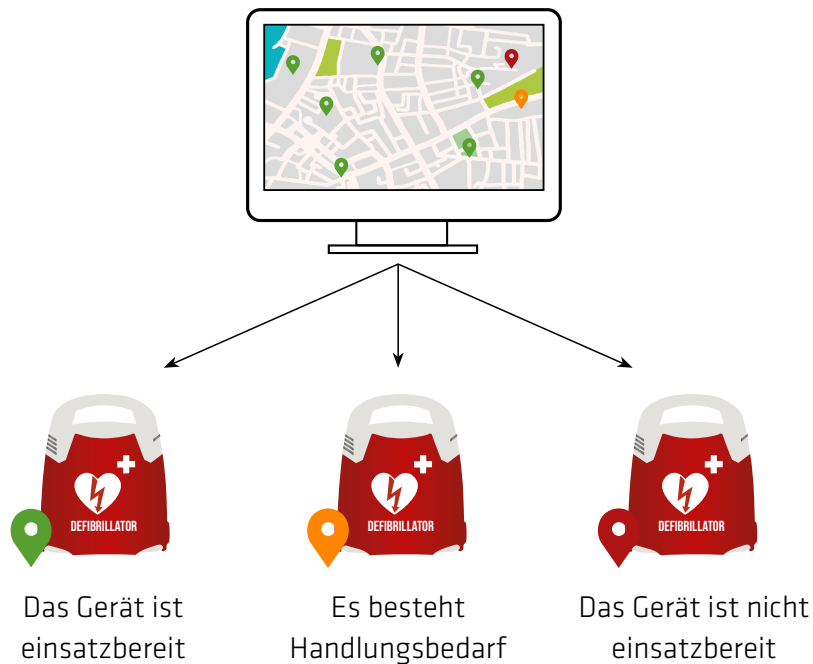 DEFIBRILLATOR
DEFIBRILLATOR
DEFIBRILLATOR
Das Gerät ist
einsatzbereit
Es besteht
Handlungsbedarf
Das Gerät ist nicht
einsatzbereit